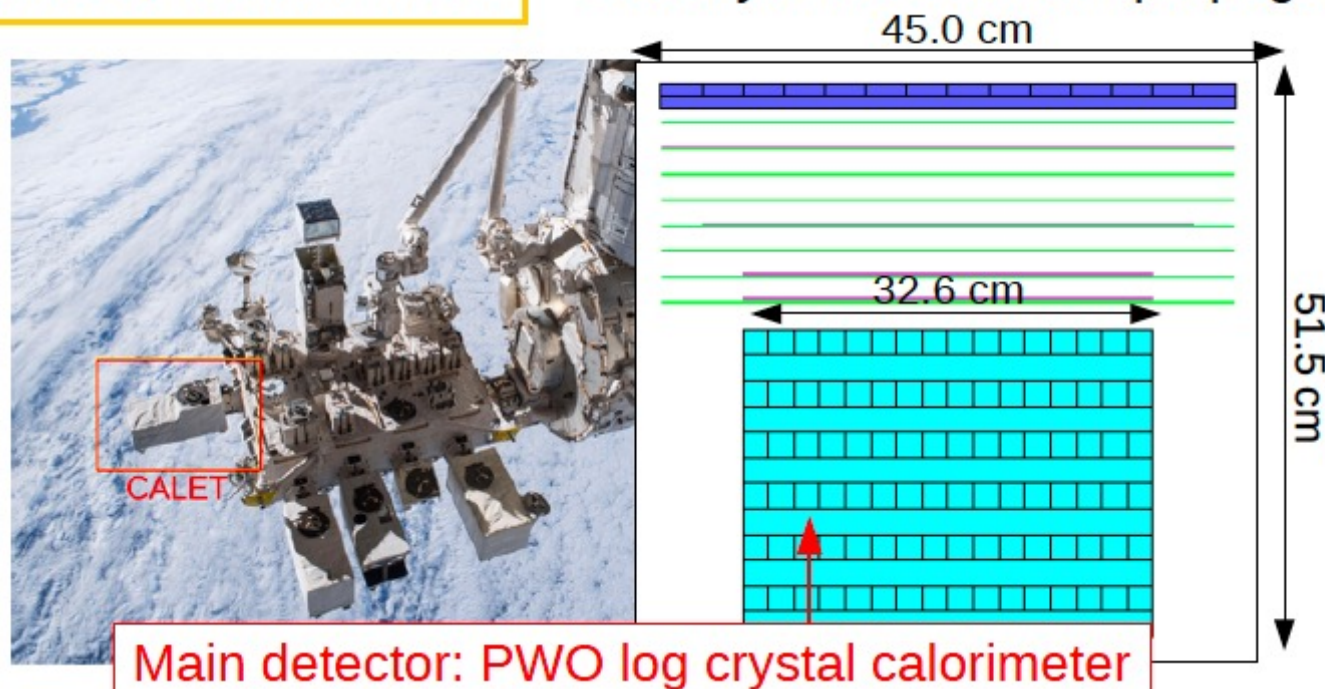 45.0 cm
32.6 cm
51.5 cm
CALET
Main detector: PWO log crystal calorimeter